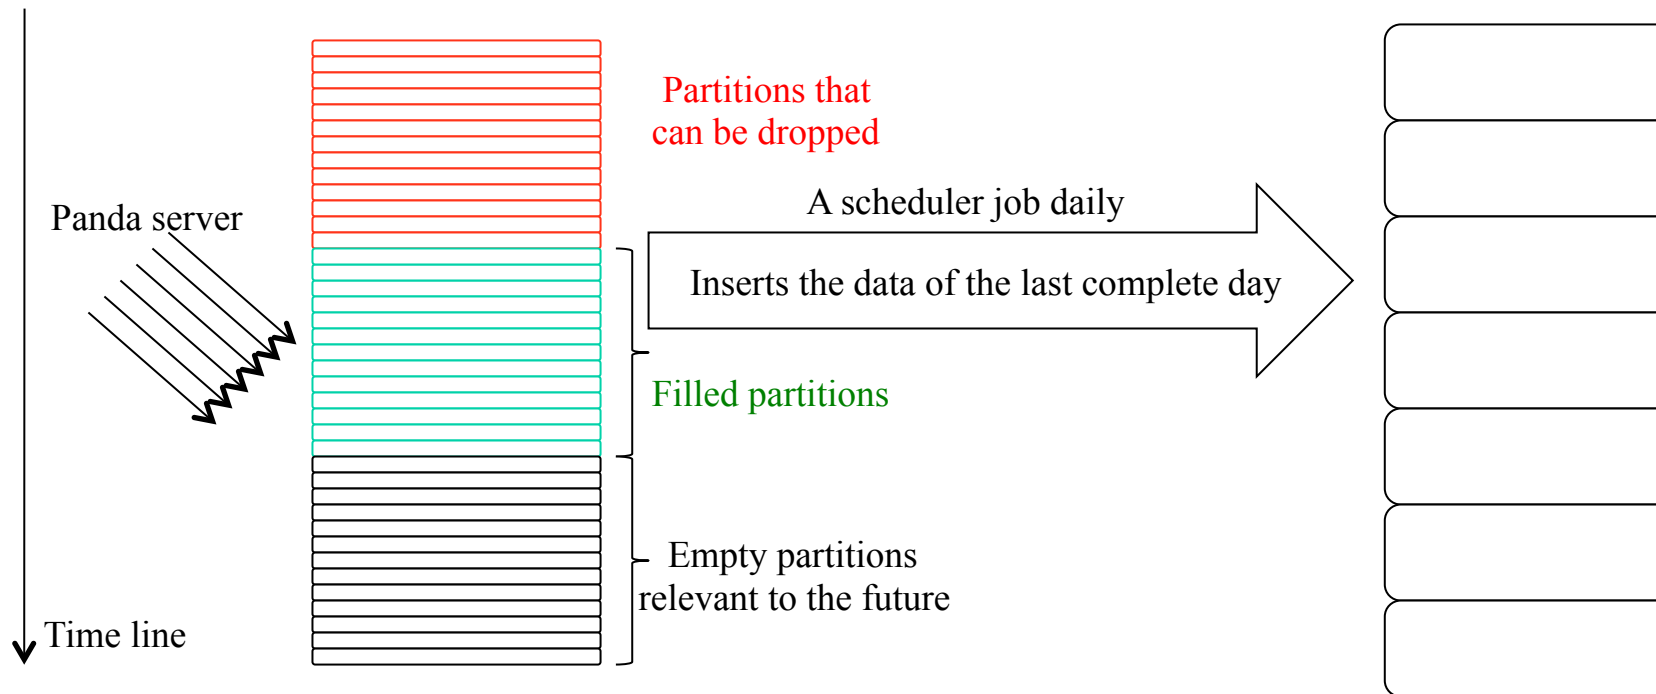 Partitions that
can be dropped
A scheduler job daily
Panda server
Inserts the data of the last complete day
Filled partitions
Empty partitions
relevant to the future
Time line